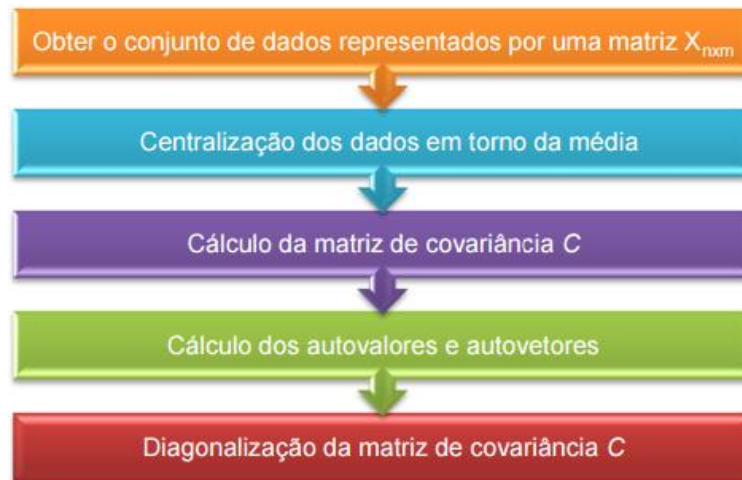 Obter o conjunto de dados representados por uma matriz Xnxm
Centralização dos dados em torno da média
Cálculo da matriz de covariância C
Cálculo dos autovalores e autovetores
Diagonalização da matriz de covariância C